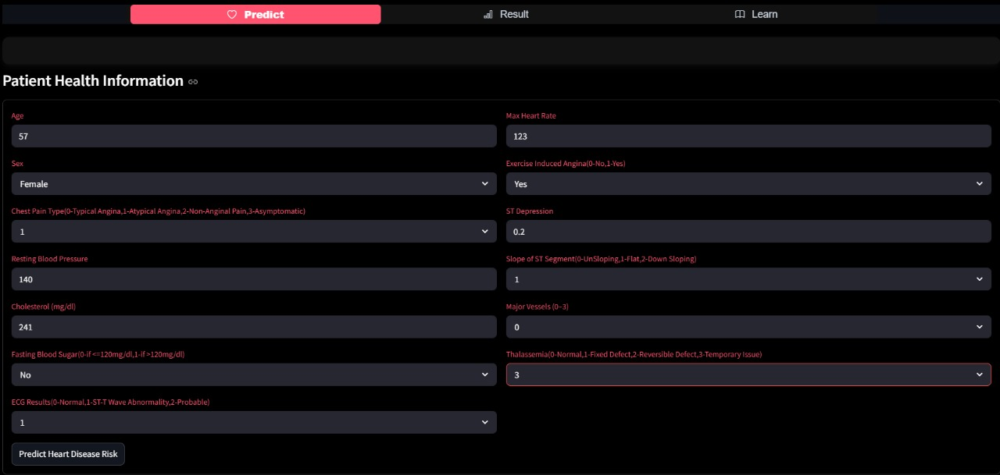 Predict
Result
Learn
Patient Health Information
Age
57
Sex
Female
Chest Pain Type(0-Typical Angina,1-Atypical Angina,2-Non-Anginal Pain,3-Asymptomatic)
1
Resting Blood Pressure
140
Cholesterol (mg/dl)
241
Fasting Blood Sugar(0-if <=120mg/dl,1-if >120mg/dl)
No
ECG Results(0-Normal,1-ST-T Wave Abnormality,2-Probable)
1
Predict Heart Disease Risk
Max Heart Rate
123
Exercise Induced Angina(0-No,1-Yes)
Yes
ST Depression
0.2
Slope of ST Segment(0-UnSloping,1-Flat,2-Down Sloping)
1
Major Vessels (0–3)
0
Thalassemia(0-Normal,1-Fixed Defect,2-Reversible Defect,3-Temporary Issue)
3